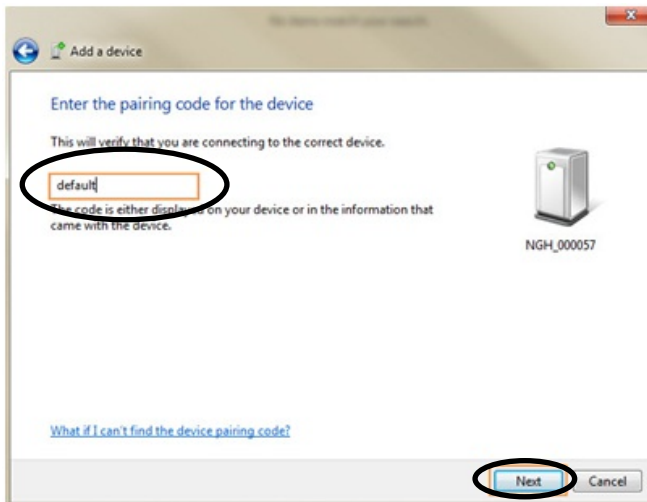 Add a device
Enter the pairing code for the device
This will verify that you are connecting to the correct device.
default
The code is either displayed on your device or in the information that
came with the device.
NGH_000057
What if I can't find the device pairing code?
Next
Cancel